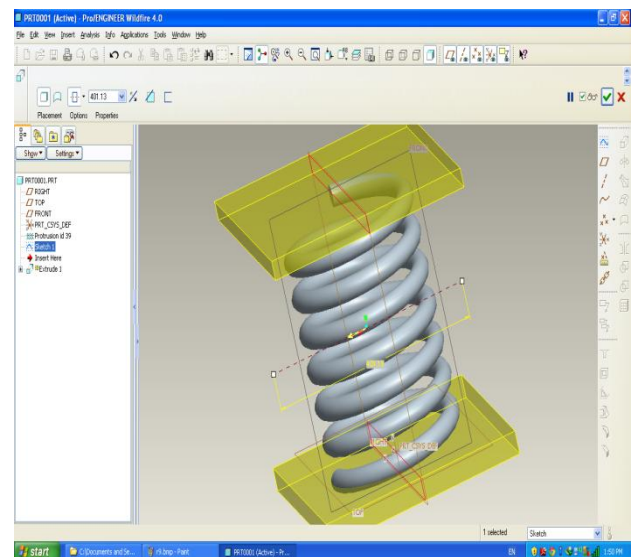 PRT0001 (Active) - Pro/ENGINEER Wildfire 4.0
File Edit View Insert Analysis Info Applications Tools Window Help
401.13
Placement Options Properties
Show Settings
PRT0001.PRT
RIGHT
TOP
FRONT
PRT_CSYS_DEF
Protrusion id 39
Sketch 1
Insert Here
Extrude 1
1 selected Sketch
start C:\Documents and Se... r9.bmp - Paint PRT0001 (Active) - Pr... EN 1:50 PM